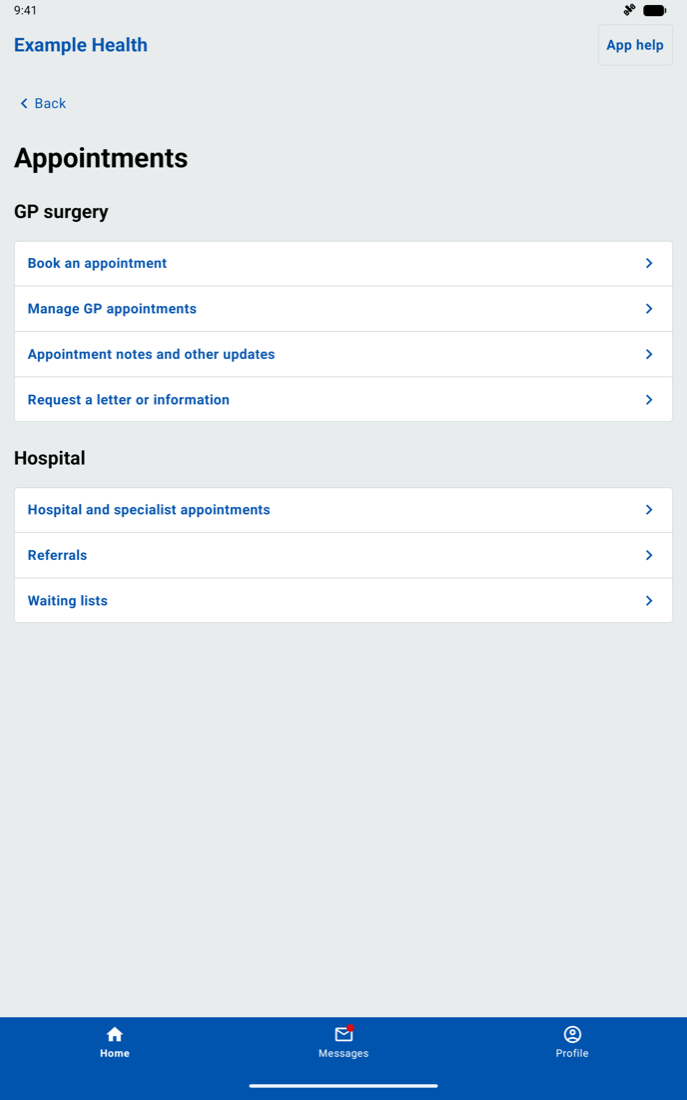 9:41
Example Health
App help
Back
Appointments
GP surgery
Book an appointment
Manage GP appointments
Appointment notes and other updates
Request a letter or information
Hospital
Hospital and specialist appointments
Referrals
Waiting lists
Home
Messages
Profile